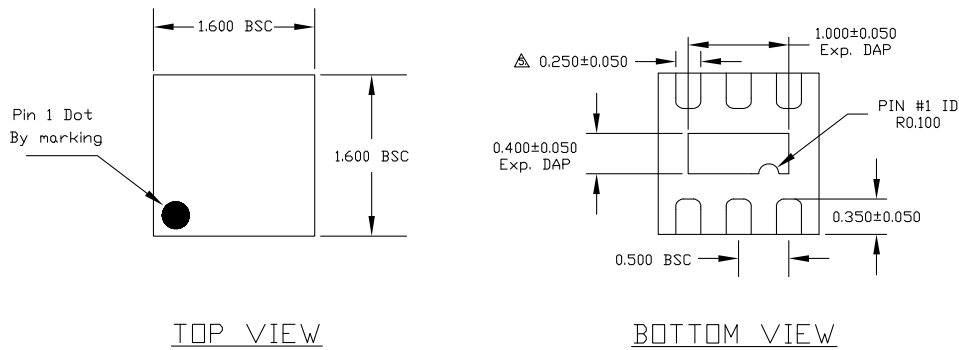 1.600 BSC
Pin 1 Dot
By marking
1.600 BSC
TOP VIEW
1.000±0.050
Exp. DAP
5. 0.250±0.050
PIN #1 ID
R0.100
0.400±0.050
Exp. DAP
0.350±0.050
0.500 BSC
BOTTOM VIEW